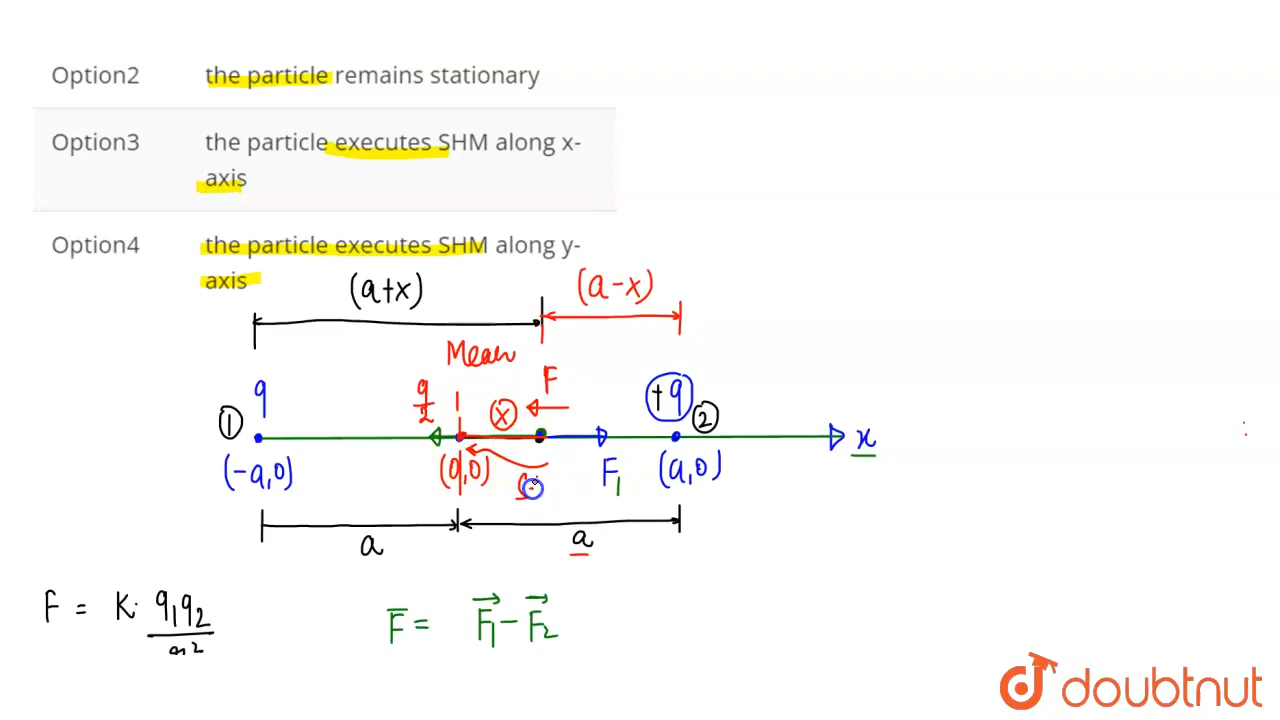 Option2 the particle remains stationary
Option3 the particle executes SHM along x-
axis
Option4 the particle executes SHM along y-
axis
(a+x) (a-x)
Mean
q q/2 x F +q
1 2
x
(-a,0) (0,0) F₁ (a,0)
a a
F = K. q₁q₂
F = F₁ - F₂
doubtnut